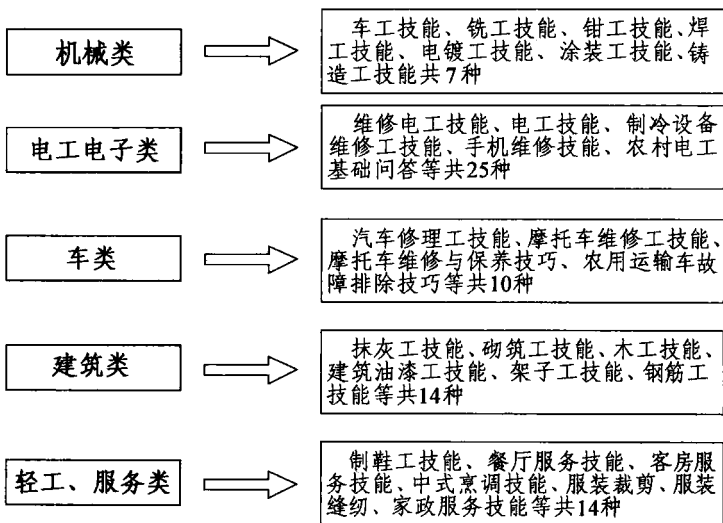 机械类
车工技能、铣工技能、钳工技能、焊
工技能、电镀工技能、涂装工技能、铸
造工技能共7种
电工电子类
维修电工技能、电工技能、制冷设备
维修工技能、手机维修技能、农村电工
基础问答等共25种
车类
汽车修理工技能、摩托车维修工技能、
摩托车维修与保养技巧、农用运输车故
障排除技巧等共10种
建筑类
抹灰工技能、砌筑工技能、木工技能、
建筑油漆工技能、架子工技能、钢筋工
技能等共14种
轻工、服务类
制鞋工技能、餐厅服务技能、客房服
务技能、中式烹调技能、服装裁剪、服装
缝纫、家政服务技能等共14种